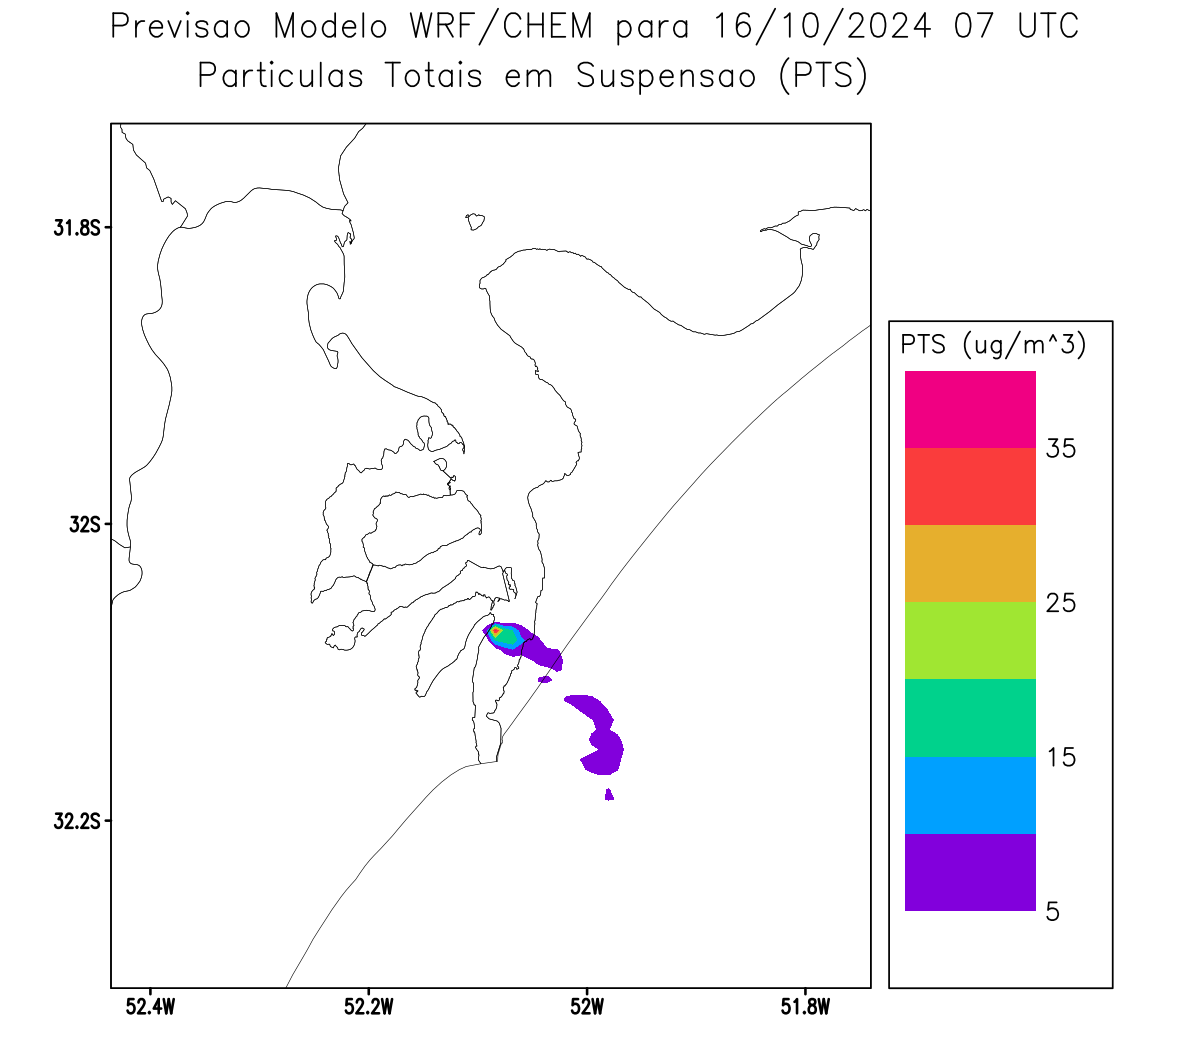 Previsao Modelo WRF/CHEM para 16/10/2024 07 UTC
Particulas Totais em Suspensao (PTS)
31.8S
32S
32.2S
52.4W
52.2W
52W
51.8W
PTS (ug/m^3)
35
25
15
5